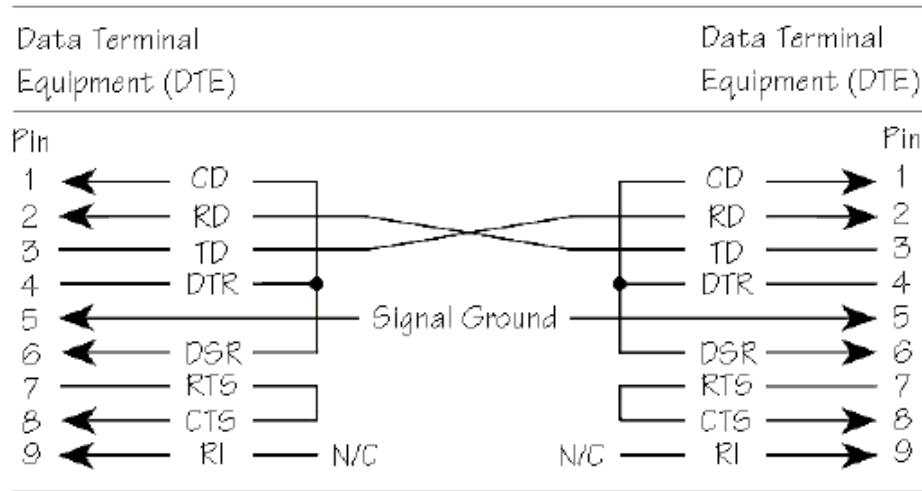 Data Terminal Equipment (DTE)
Data Terminal Equipment (DTE)
Pin Pin
1 CD CD 1
2 RD RD 2
3 TD TD 3
4 DTR DTR 4
5 Signal Ground 5
6 DSR DSR 6
7 RTS RTS 7
8 CTS CTS 8
9 RI N/C N/C RI 9